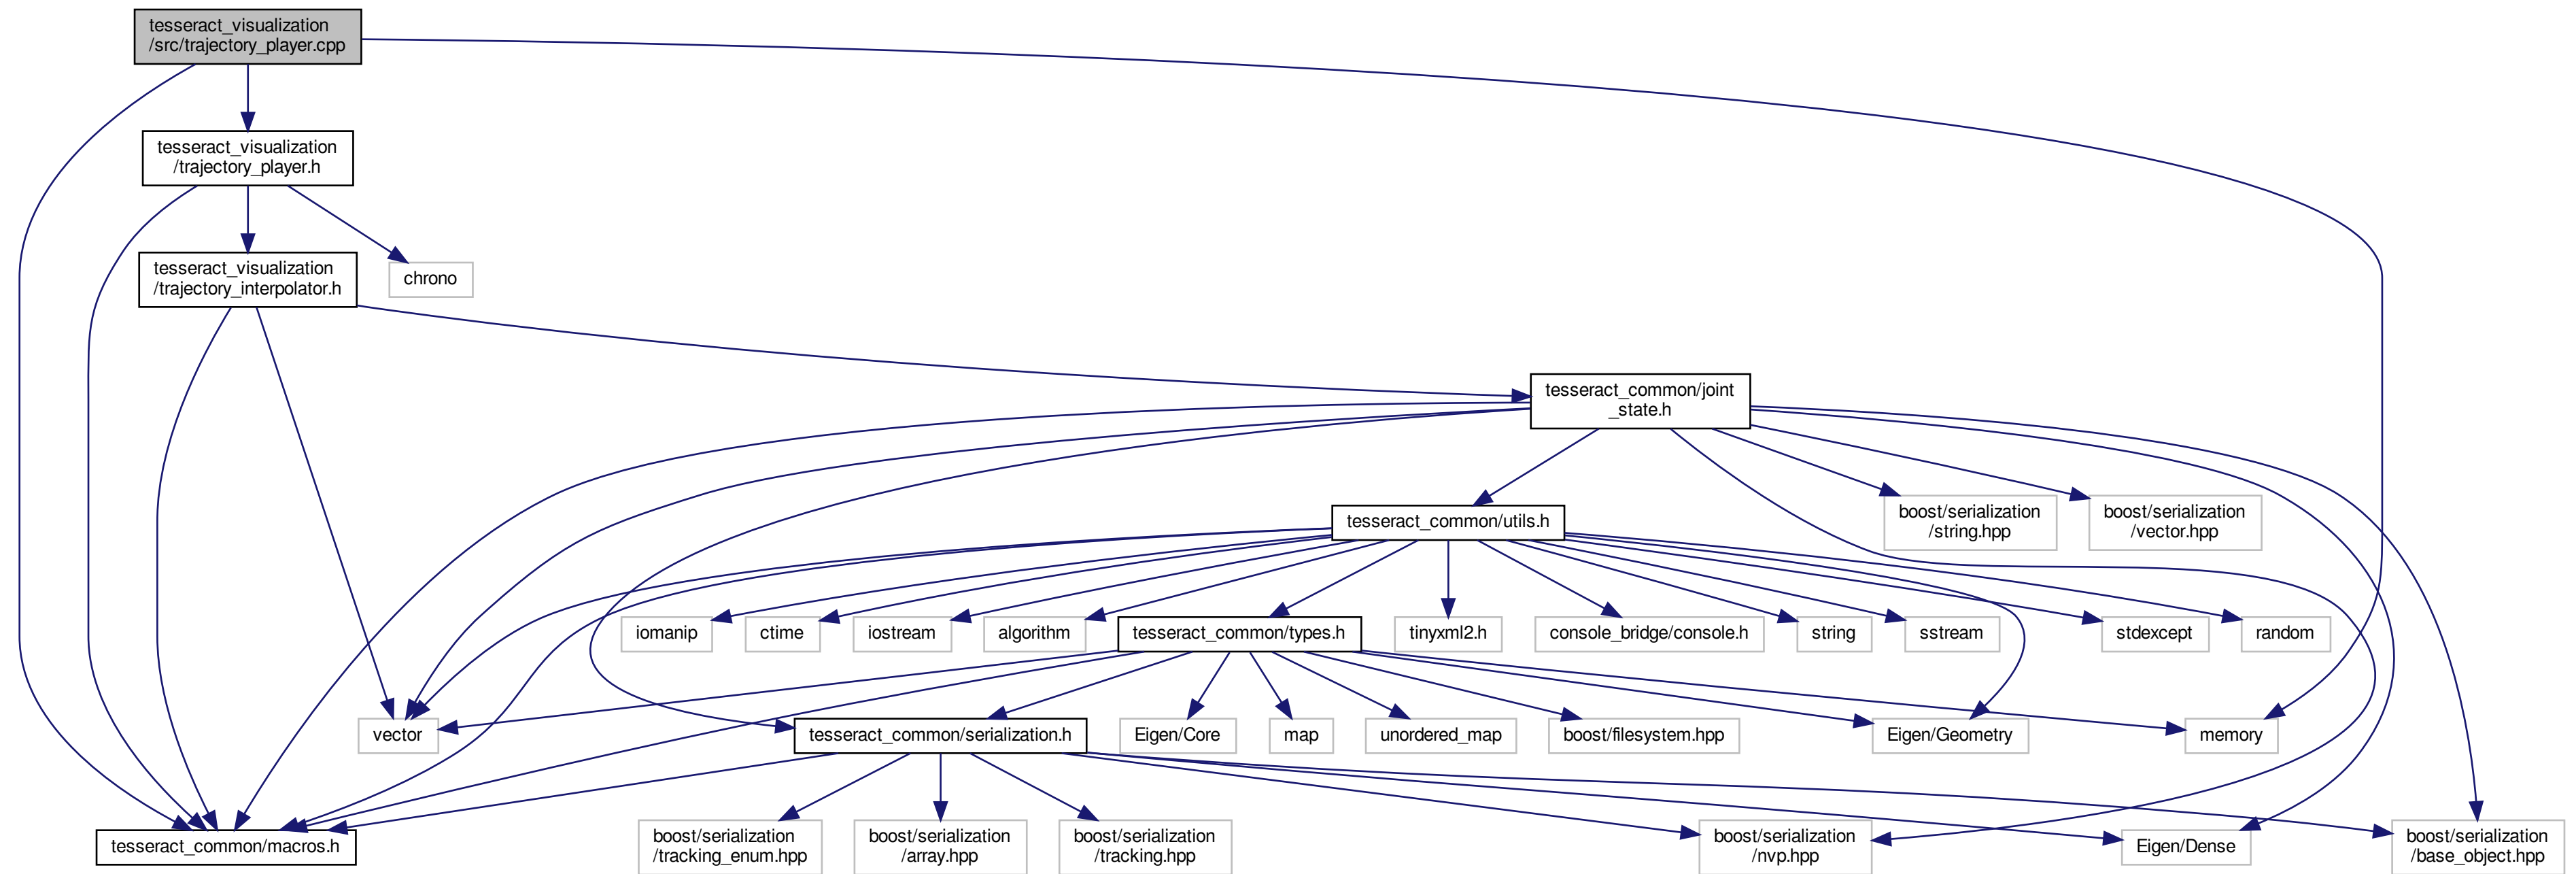 tesseract_visualization
/src/trajectory_player.cpp
tesseract_visualization
/trajectory_player.h
tesseract_visualization
/trajectory_interpolator.h
chrono
tesseract_common/joint
_state.h
boost/serialization
/string.hpp
boost/serialization
/vector.hpp
tesseract_common/utils.h
iomanip
ctime
iostream
algorithm
tesseract_common/types.h
tinyxml2.h
console_bridge/console.h
string
sstream
stdexcept
random
vector
tesseract_common/serialization.h
Eigen/Core
map
unordered_map
boost/filesystem.hpp
Eigen/Geometry
memory
tesseract_common/macros.h
boost/serialization
/tracking_enum.hpp
boost/serialization
/array.hpp
boost/serialization
/tracking.hpp
boost/serialization
/nvp.hpp
Eigen/Dense
boost/serialization
/base_object.hpp